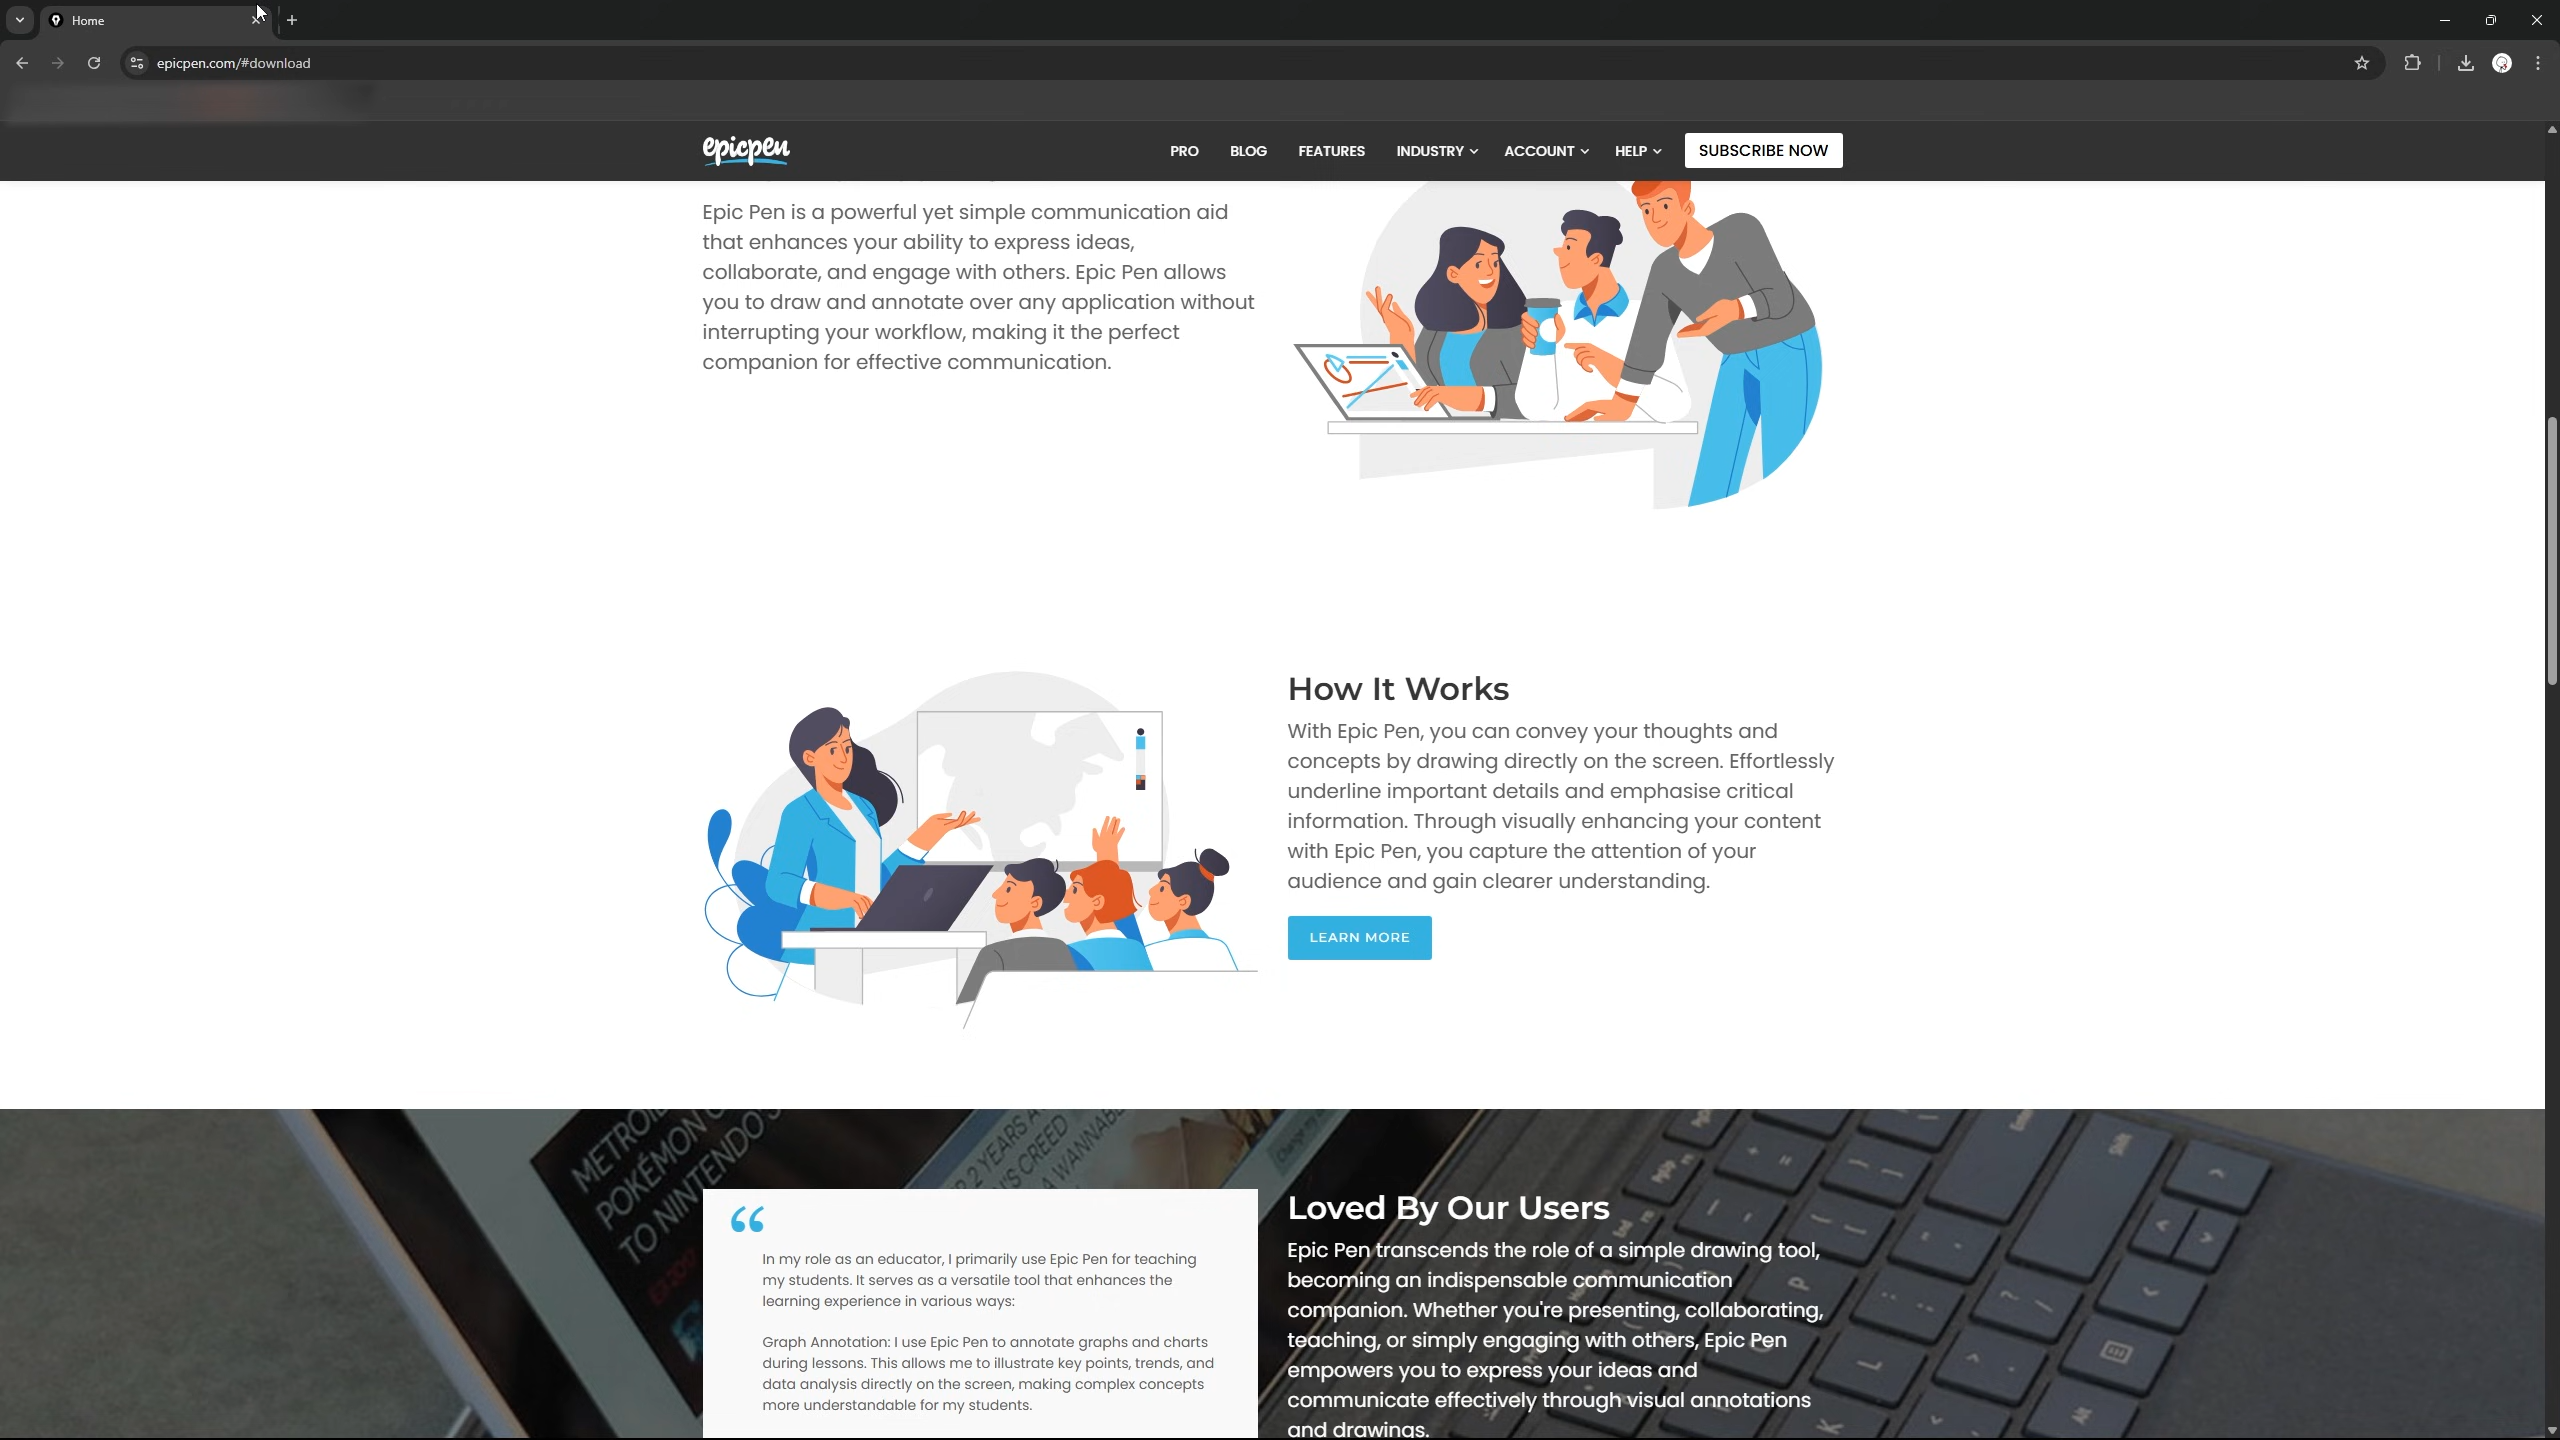 Home
epicpen.com/#download
epicpen
PRO BLOG FEATURES INDUSTRY ACCOUNT HELP SUBSCRIBE NOW
Epic Pen is a powerful yet simple communication aid
that enhances your ability to express ideas,
collaborate, and engage with others. Epic Pen allows
you to draw and annotate over any application without
interrupting your workflow, making it the perfect
companion for effective communication.
How It Works
With Epic Pen, you can convey your thoughts and
concepts by drawing directly on the screen. Effortlessly
underline important details and emphasise critical
information. Through visually enhancing your content
with Epic Pen, you capture the attention of your
audience and gain clearer understanding.
LEARN MORE
METROID
POKÉMON
TO NINTENDO'S
2 YEARS
CREED
A WANNAB
“
In my role as an educator, I primarily use Epic Pen for teaching
my students. It serves as a versatile tool that enhances the
learning experience in various ways:
Graph Annotation: I use Epic Pen to annotate graphs and charts
during lessons. This allows me to illustrate key points, trends, and
data analysis directly on the screen, making complex concepts
more understandable for my students.
Loved By Our Users
Epic Pen transcends the role of a simple drawing tool,
becoming an indispensable communication
companion. Whether you're presenting, collaborating,
teaching, or simply engaging with others, Epic Pen
empowers you to express your ideas and
communicate effectively through visual annotations
and drawings.